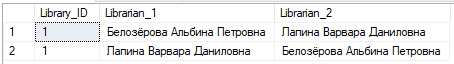 Library_ID Librarian_1 Librarian_2
1 1 Белозёрова Альбина Петровна Лапина Варвара Даниловна
2 1 Лапина Варвара Даниловна Белозёрова Альбина Петровна